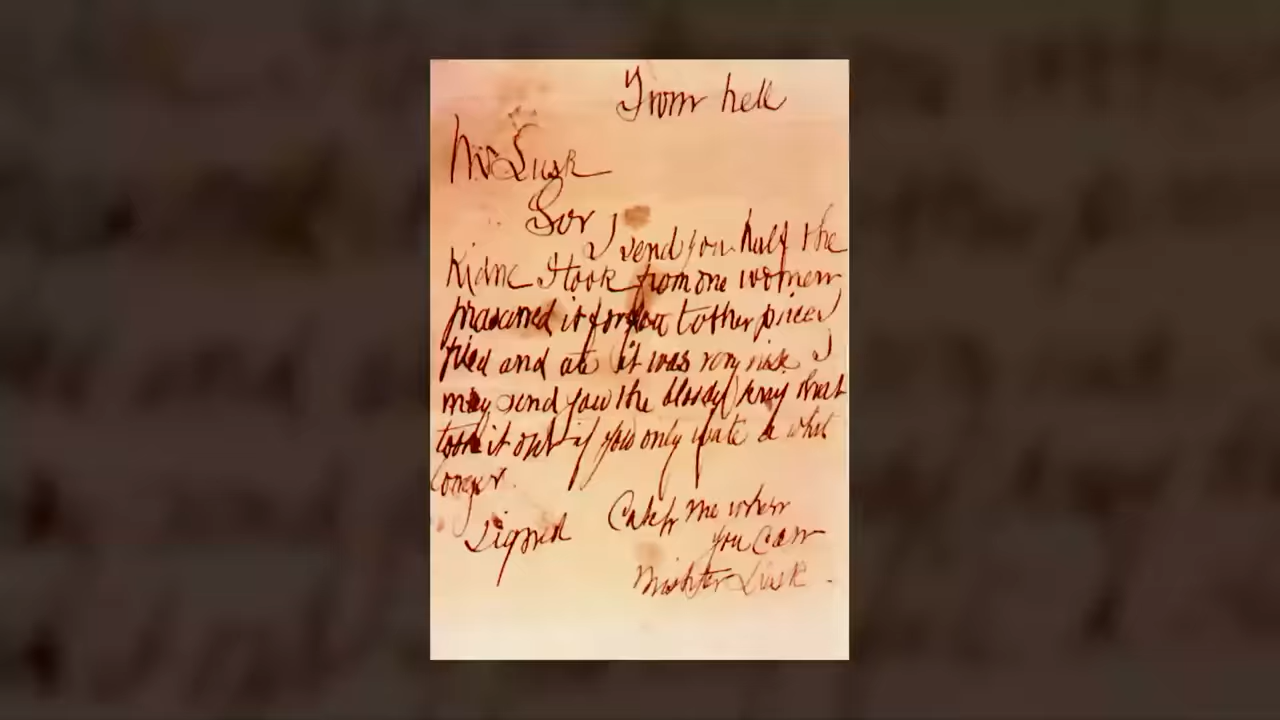 From hell
Mr Lusk
Sor
I send you half the
Kidne I took from one women
prasarved it for you tother piece I
fried and ate it was very nise I
may send you the bloody knif that
took it out if you only wate a whil
longer.
signed
Catch me when
you Can
Mishter Lusk.